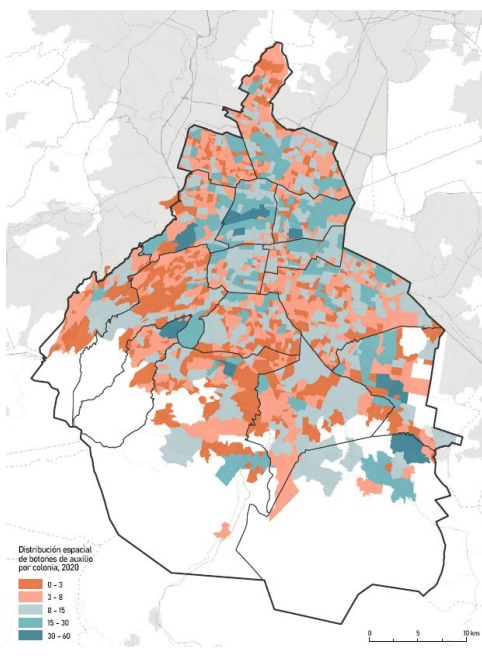 Distribución espacial
de botones de auxilio
por colonia, 2020
0 – 3
3 – 8
8 – 15
15 – 30
30 – 60
0 5 10 km